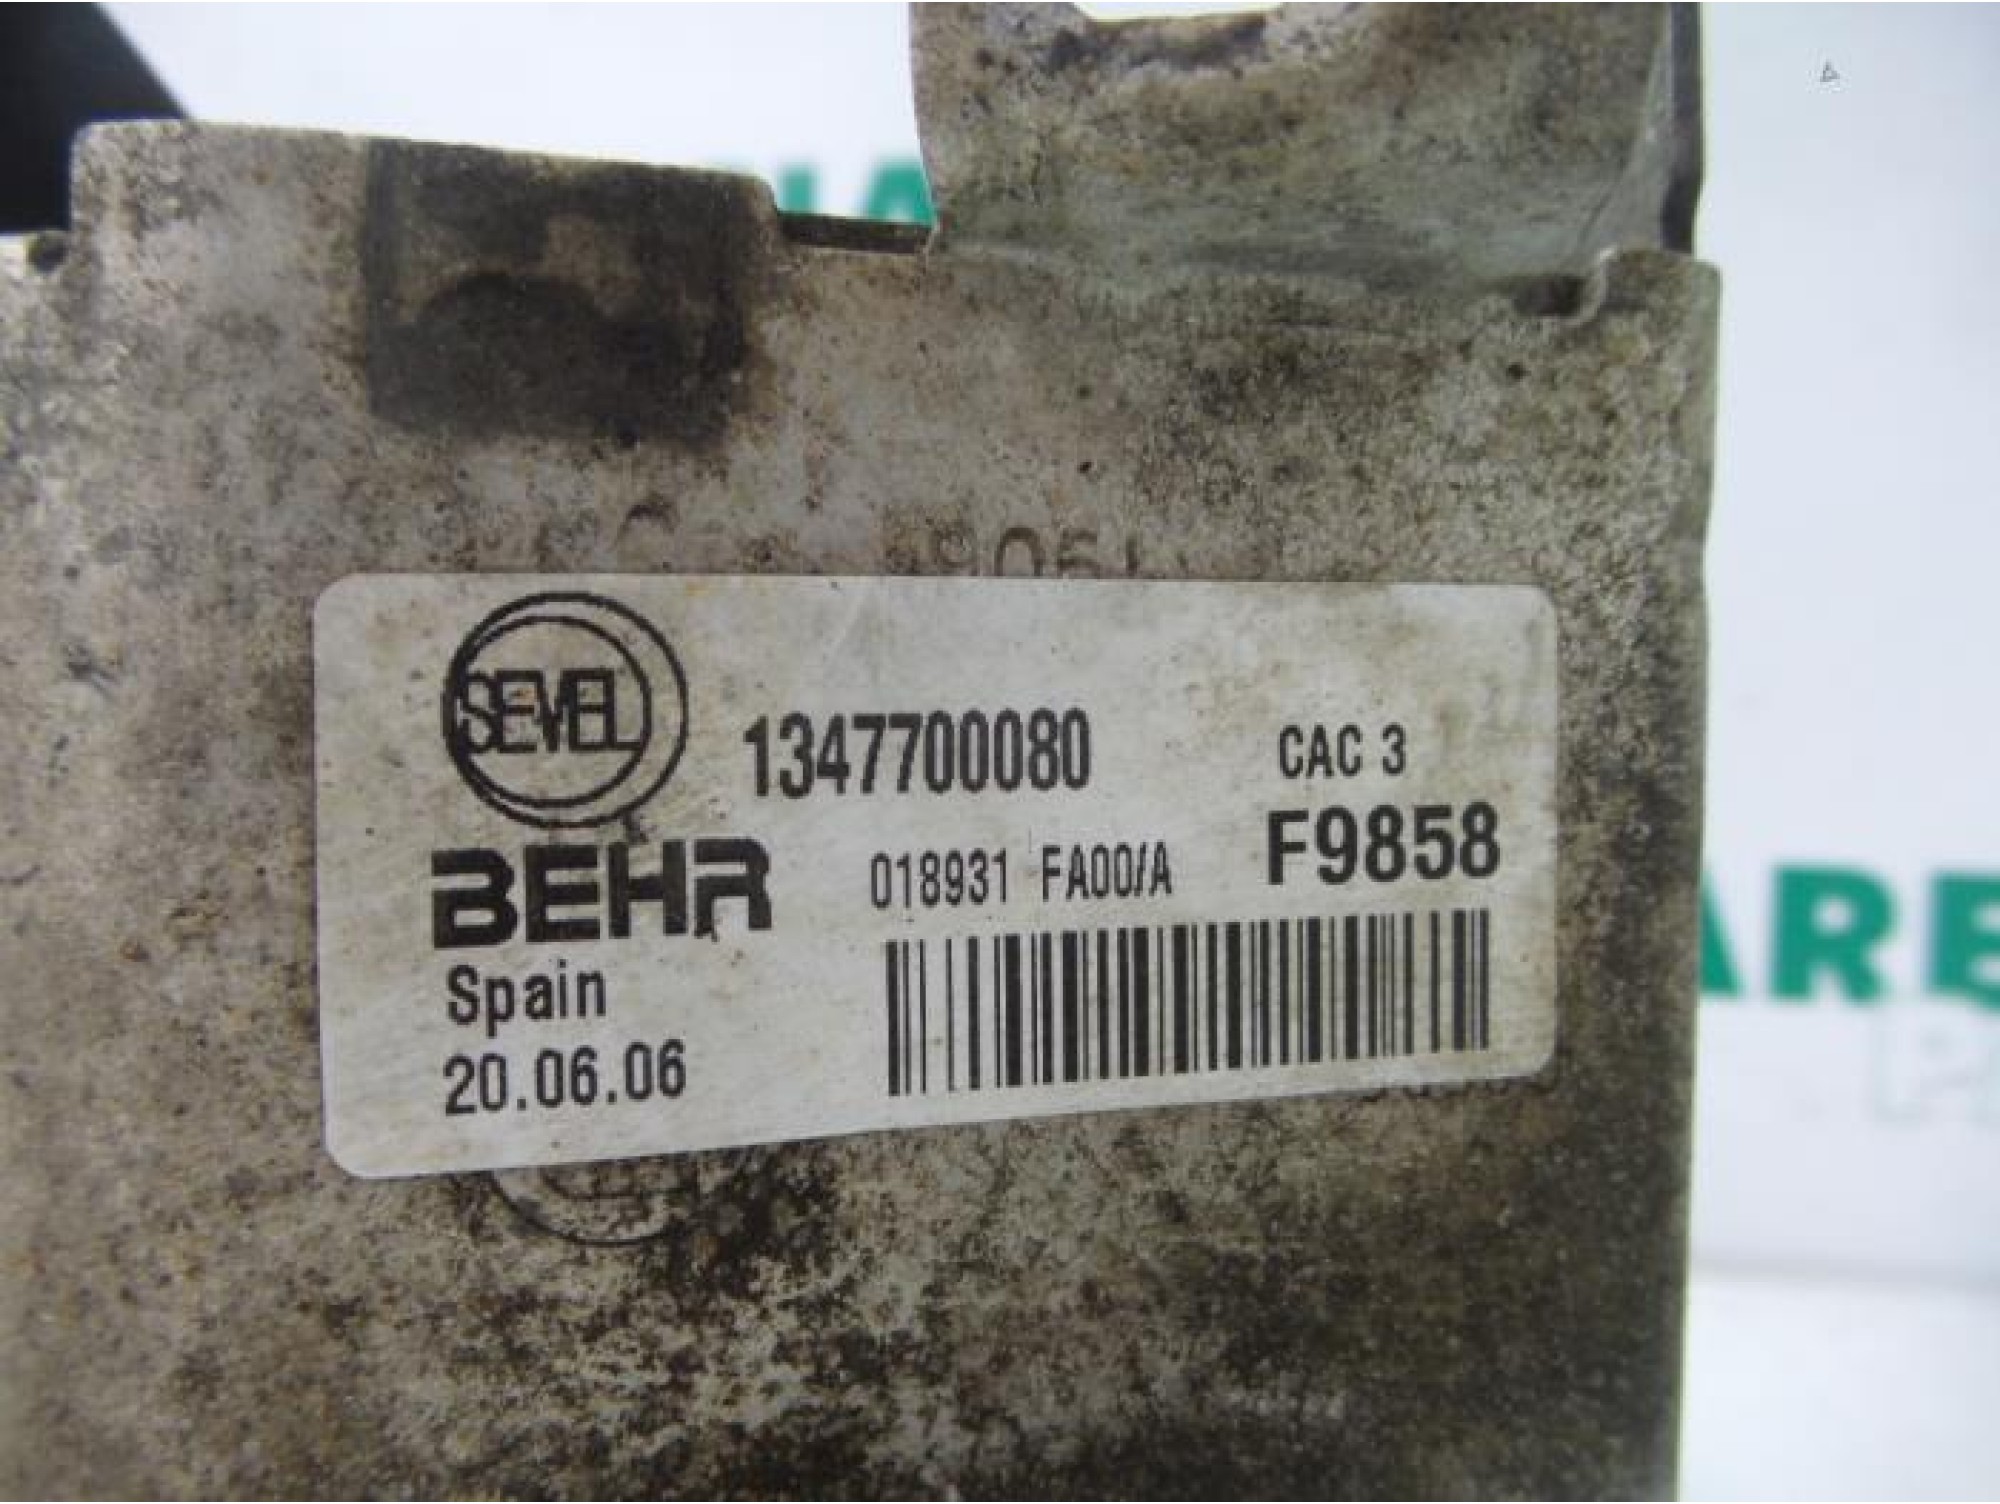 SEVEL
1347700080
CAC 3
BEHR
018931 FA00/A
F9858
Spain
20.06.06